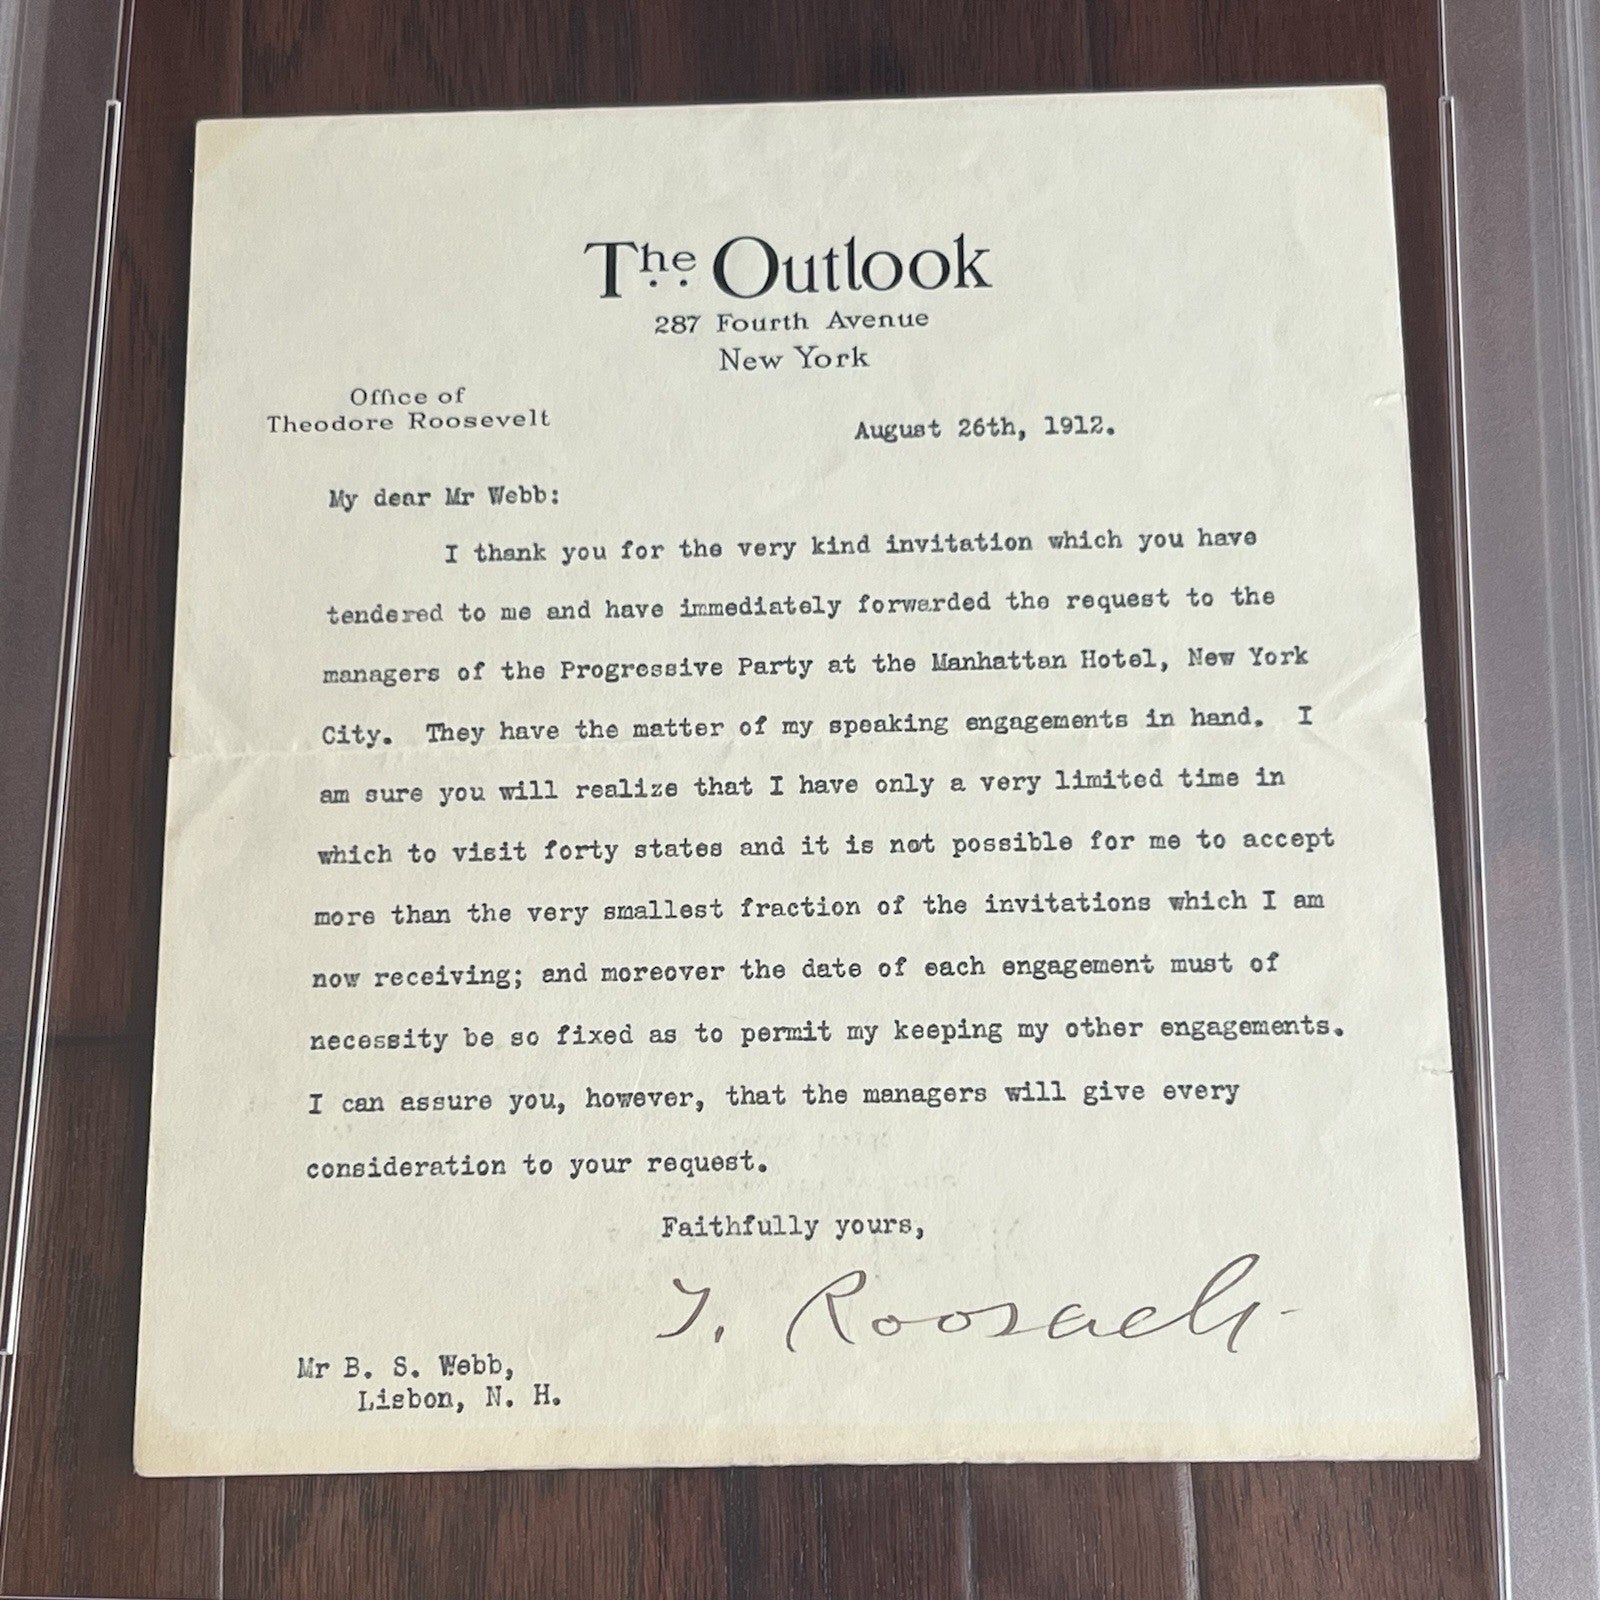 The Outlook
287 Fourth Avenue
New York
Office of
Theodore Roosevelt
August 26th, 1912.
My dear Mr Webb:
I thank you for the very kind invitation which you have
tendered to me and have immediately forwarded the request to the
managers of the Progressive Party at the Manhattan Hotel, New York
City. They have the matter of my speaking engagements in hand. I
am sure you will realize that I have only a very limited time in
which to visit forty states and it is not possible for me to accept
more than the very smallest fraction of the invitations which I am
now receiving; and moreover the date of each engagement must of
necessity be so fixed as to permit my keeping my other engagements.
I can assure you, however, that the managers will give every
consideration to your request.
Faithfully yours,
T. Roosevelt
Mr B. S. Webb,
Lisbon, N. H.